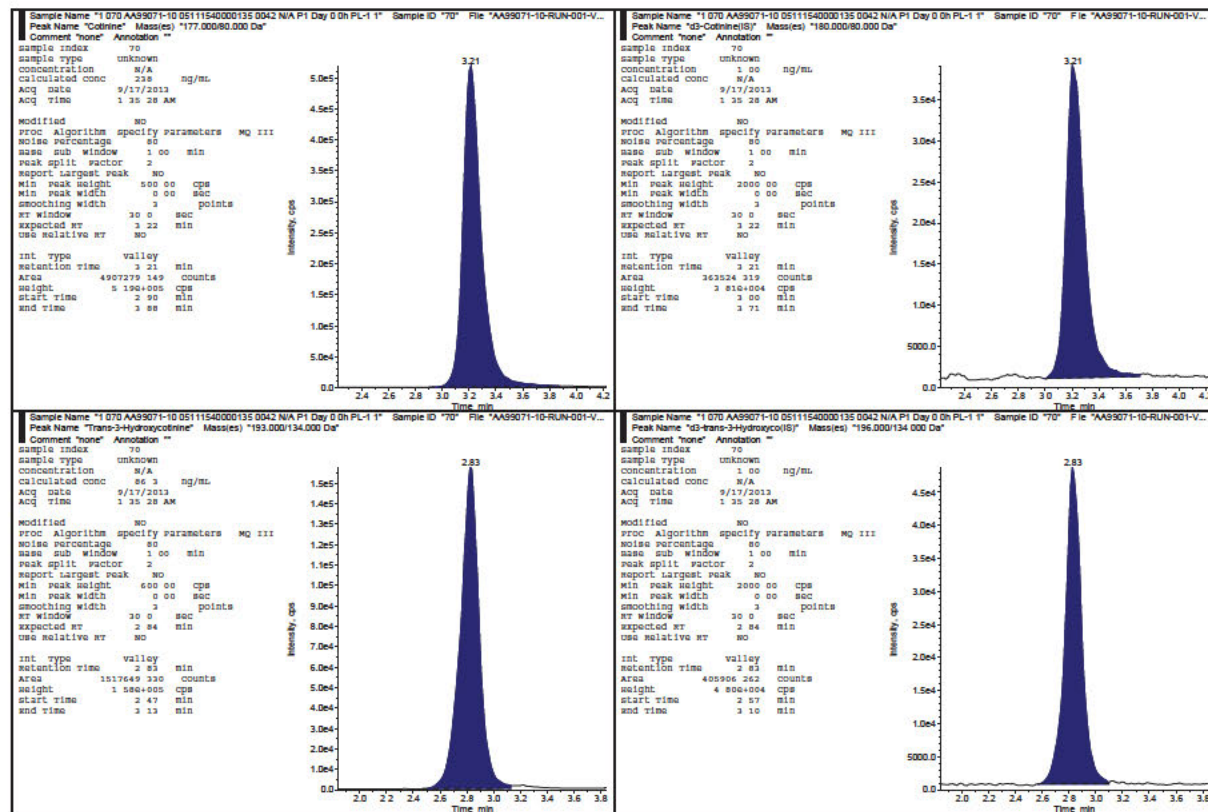 Sample Name "1 070 AA99071-10 05111540000135 0042 N/A P1 Day 0 0h PL-1 1" Sample ID "70" File "AA99071-10-RUN-001-V...
Peak Name "Cotinine" Mass(es) "177.000/80.000 Da"
Comment "none" Annotation ""
Sample Index 70
Sample Type Unknown
Concentration N/A
Calculated Conc 238 ng/mL
Acq Date 9/17/2013
Acq Time 1 35 28 AM
Modified NO
Proc Algorithm Specify Parameters MQ III
Noise Percentage 80
Base Sub Window 1 00 min
Peak Split Factor 2
Report Largest Peak NO
Min Peak Height 500 00 cps
Min Peak Width 0 00 sec
Smoothing Width 3 points
RT Window 30 0 sec
Expected RT 3 22 min
Use Relative RT NO
Int Type Valley
Retention Time 3 21 min
Area 4907279 149 counts
Height 5 19e+005 cps
Start Time 2 90 min
End Time 3 88 min
3.21
Intensity, cps
5.0e5
4.5e5
4.0e5
3.5e5
3.0e5
2.5e5
2.0e5
1.5e5
1.0e5
5.0e4
0.0
2.4 2.6 2.8 3.0 3 2 3.4 3.6 3.8 4.0 4.2
Time min
Sample Name "1 070 AA99071-10 05111540000135 0042 N/A P1 Day 0 0h PL-1 1" Sample ID "70" File "AA99071-10-RUN-001-V...
Peak Name "d3-Cotinine(IS)" Mass(es) "180.000/80.000 Da"
Comment "none" Annotation ""
Sample Index 70
Sample Type Unknown
Concentration 1 00 ng/mL
Calculated Conc N/A
Acq Date 9/17/2013
Acq Time 1 35 28 AM
Modified NO
Proc Algorithm Specify Parameters MQ III
Noise Percentage 80
Base Sub Window 1 00 min
Peak Split Factor 2
Report Largest Peak NO
Min Peak Height 2000 00 cps
Min Peak Width 0 00 sec
Smoothing Width 3 points
RT Window 30 0 sec
Expected RT 3 22 min
Use Relative RT NO
Int Type Valley
Retention Time 3 21 min
Area 363524 319 counts
Height 3 81e+004 cps
Start Time 3 00 min
End Time 3 71 min
3.21
Intensity, cps
3.5e4
3.0e4
2.5e4
2.0e4
1.5e4
1.0e4
5000.0
0.0
2.4 2.6 2.8 3.0 3.2 3.4 3.6 3.8 4.0 4.2
Time min
Sample Name "1 070 AA99071-10 05111540000135 0042 N/A P1 Day 0 0h PL-1 1" Sample ID "70" File "AA99071-10-RUN-001-V...
Peak Name "Trans-3-Hydroxycotinine" Mass(es) "193.000/134.000 Da"
Comment "none" Annotation ""
Sample Index 70
Sample Type Unknown
Concentration N/A
Calculated Conc 86 3 ng/mL
Acq Date 9/17/2013
Acq Time 1 35 28 AM
Modified NO
Proc Algorithm Specify Parameters MQ III
Noise Percentage 80
Base Sub Window 1 00 min
Peak Split Factor 2
Report Largest Peak NO
Min Peak Height 600 00 cps
Min Peak Width 0 00 sec
Smoothing Width 3 points
RT Window 30 0 sec
Expected RT 2 84 min
Use Relative RT NO
Int Type Valley
Retention Time 2 83 min
Area 1517649 330 counts
Height 1 58e+005 cps
Start Time 2 47 min
End Time 3 13 min
2.83
Intensity, cps
1.5e5
1.4e5
1.3e5
1.2e5
1.1e5
1.0e5
9.0e4
8.0e4
7.0e4
6.0e4
5.0e4
4.0e4
3.0e4
2.0e4
1.0e4
0.0
2.0 2.2 2.4 2.6 2.8 3.0 3.2 3.4 3.6 3.8
Time min
Sample Name "1 070 AA99071-10 05111540000135 0042 N/A P1 Day 0 0h PL-1 1" Sample ID "70" File "AA99071-10-RUN-001-V...
Peak Name "d3-trans-3-Hydroxyco(IS)" Mass(es) "196.000/134 000 Da"
Comment "none" Annotation ""
Sample Index 70
Sample Type Unknown
Concentration 1 00 ng/mL
Calculated Conc N/A
Acq Date 9/17/2013
Acq Time 1 35 28 AM
Modified NO
Proc Algorithm Specify Parameters MQ III
Noise Percentage 80
Base Sub Window 1 00 min
Peak Split Factor 2
Report Largest Peak NO
Min Peak Height 2000 00 cps
Min Peak Width 0 00 sec
Smoothing Width 3 points
RT Window 30 0 sec
Expected RT 2 84 min
Use Relative RT NO
Int Type Valley
Retention Time 2 83 min
Area 405906 262 counts
Height 4 80e+004 cps
Start Time 2 57 min
End Time 3 10 min
2.83
Intensity, cps
4.5e4
4.0e4
3.5e4
3.0e4
2.5e4
2.0e4
1.5e4
1.0e4
5000.0
0.0
2.0 2.2 2.4 2.6 2.8 3.0 3.2 3.4 3.6 3.8
Time min